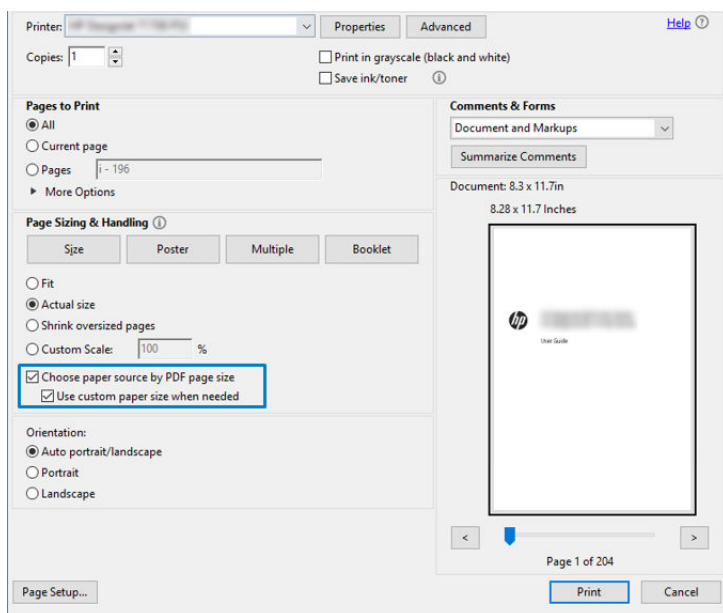 Printer:
Properties
Advanced
Help
Copies: 1
Print in grayscale (black and white)
Save ink/toner
Pages to Print
All
Current page
Pages i - 196
More Options
Comments & Forms
Document and Markups
Summarize Comments
Page Sizing & Handling
Size Poster Multiple Booklet
Fit
Actual size
Shrink oversized pages
Custom Scale: 100 %
Choose paper source by PDF page size
Use custom paper size when needed
Orientation:
Auto portrait/landscape
Portrait
Landscape
Document: 8.3 x 11.7in
8.28 x 11.7 Inches
hp
User Guide
< >
Page 1 of 204
Page Setup...
Print
Cancel